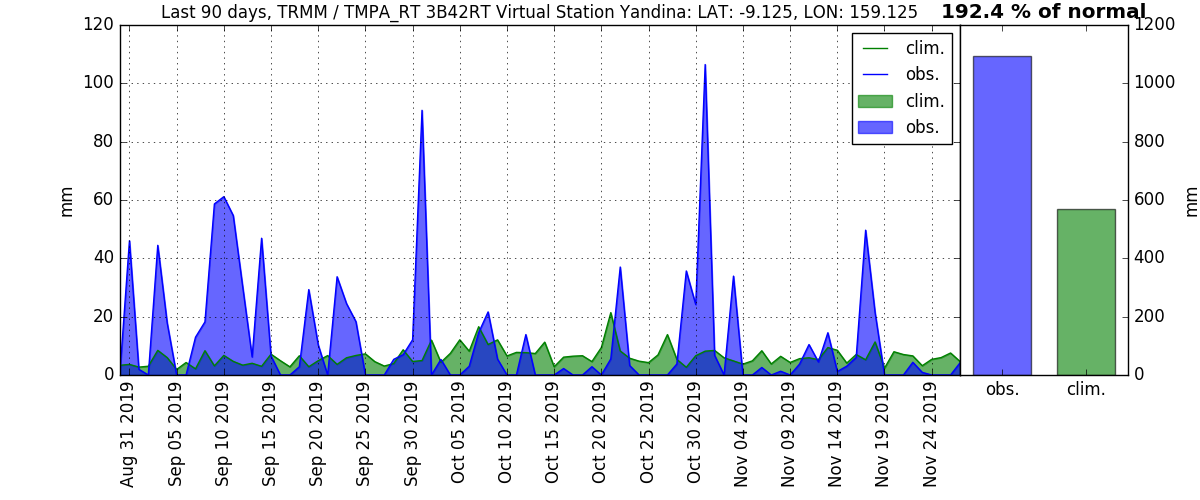 Last 90 days, TRMM / TMPA_RT 3B42RT Virtual Station Yandina: LAT: -9.125, LON: 159.125
192.4 % of normal
120
100
80
60
40
20
0
mm
clim.
obs.
clim.
obs.
1200
1000
800
600
400
200
0
mm
obs.
clim.
Aug 31 2019
Sep 05 2019
Sep 10 2019
Sep 15 2019
Sep 20 2019
Sep 25 2019
Sep 30 2019
Oct 05 2019
Oct 10 2019
Oct 15 2019
Oct 20 2019
Oct 25 2019
Oct 30 2019
Nov 04 2019
Nov 09 2019
Nov 14 2019
Nov 19 2019
Nov 24 2019